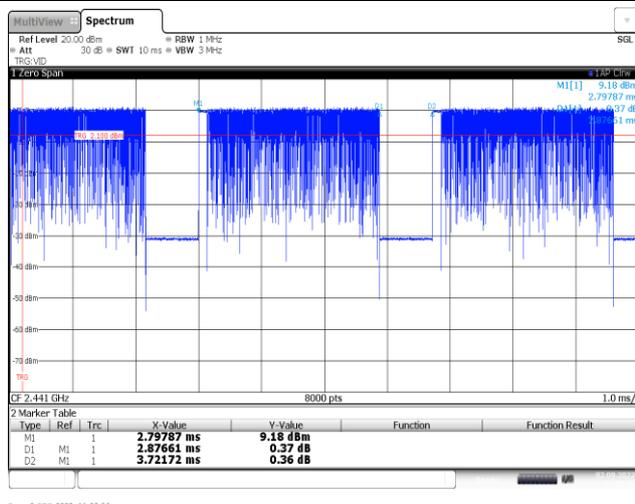 MultiView Spectrum
Ref Level 20.00 dBm RBW 1 MHz SGL
Att 30 dB SWT 10 ms VBW 3 MHz
TRG:VID
1 Zero Span 1AP Clrw
M1[1] 9.18 dBm
2.79787 ms
M1 D1 D2
TRG 2.100 dBm
-20 dBm
-30 dBm
-40 dBm
-50 dBm
-60 dBm
-70 dBm
TRG
CF 2.441 GHz 8000 pts 1.0 ms/
2 Marker Table
Type Ref Trc X-Value Y-Value Function Function Result
M1 1 2.79787 ms 9.18 dBm
D1 M1 1 2.87661 ms 0.37 dB
D2 M1 1 3.72172 ms 0.36 dB